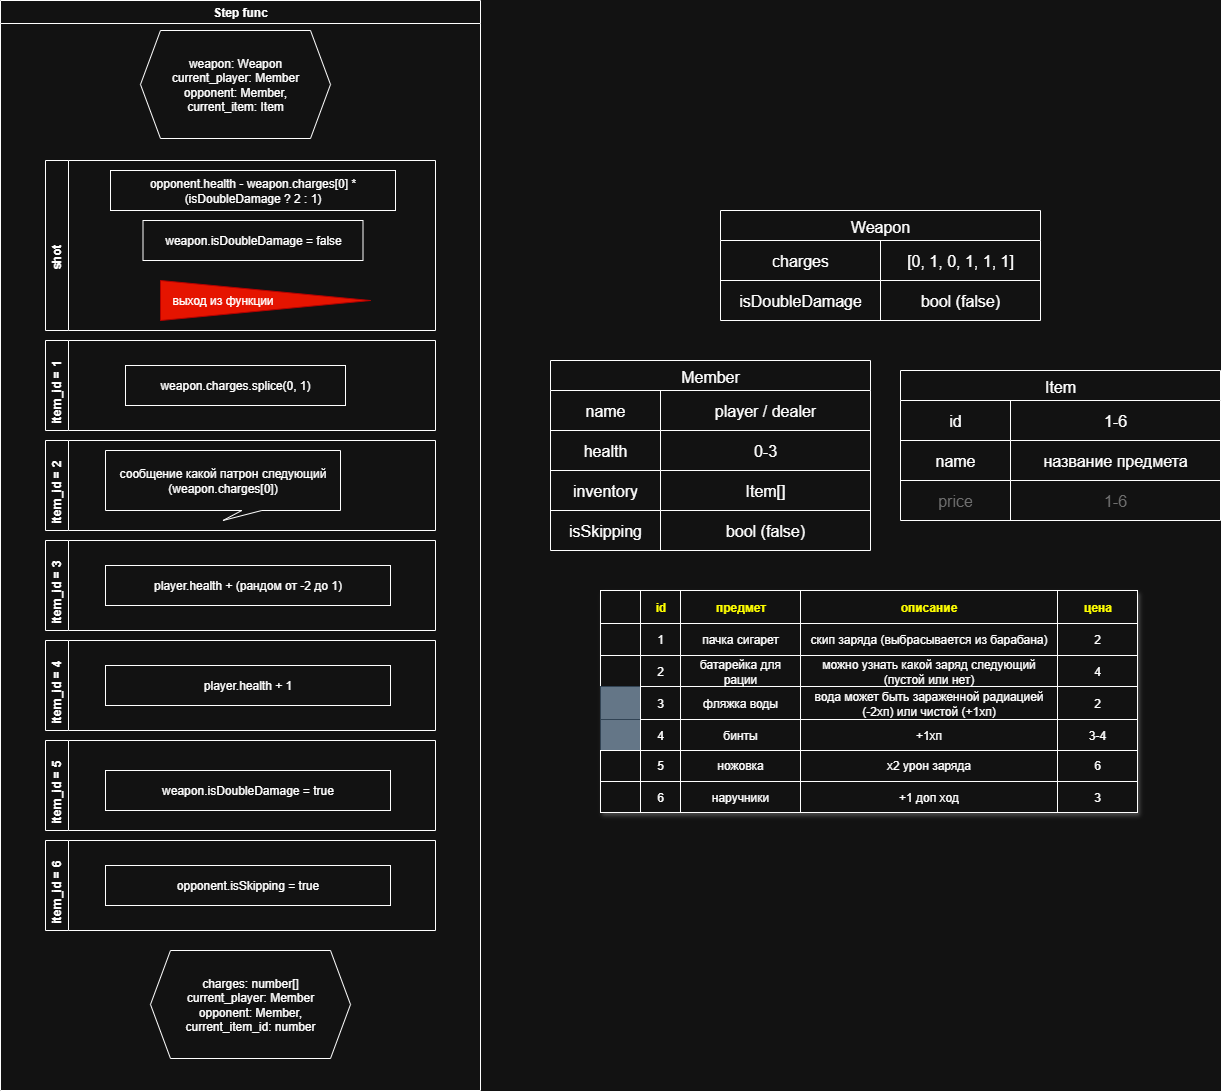 Step func
weapon: Weapon
current_player: Member
opponent: Member,
current_item: Item
shot
opponent.health - weapon.charges[0] *
(isDoubleDamage ? 2 : 1)
weapon.isDoubleDamage = false
выход из функции
Item_id = 1
weapon.charges.splice(0, 1)
Item_id = 2
сообщение какой патрон следующий
(weapon.charges[0])
Item_id = 3
player.health + (рандом от -2 до 1)
Item_id = 4
player.health + 1
Item_id = 5
weapon.isDoubleDamage = true
Item_id = 6
opponent.isSkipping = true
charges: number[]
current_player: Member
opponent: Member,
current_item_id: number
Weapon
charges [0, 1, 0, 1, 1, 1]
isDoubleDamage bool (false)
Member
name player / dealer
health 0-3
inventory Item[]
isSkipping bool (false)
Item
id 1-6
name название предмета
price 1-6
id предмет описание цена
1 пачка сигарет скип заряда (выбрасывается из барабана) 2
2 батарейка для рации можно узнать какой заряд следующий (пустой или нет) 4
3 фляжка воды вода может быть зараженной радиацией (-2хп) или чистой (+1хп) 2
4 бинты +1хп 3-4
5 ножовка x2 урон заряда 6
6 наручники +1 доп ход 3